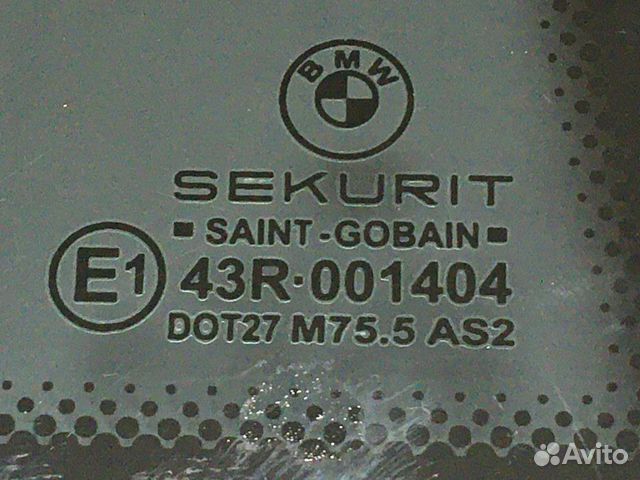 BMW
SEKURIT
SAINT-GOBAIN
E1 43R·001404
DOT27 M75.5 AS2
Avito